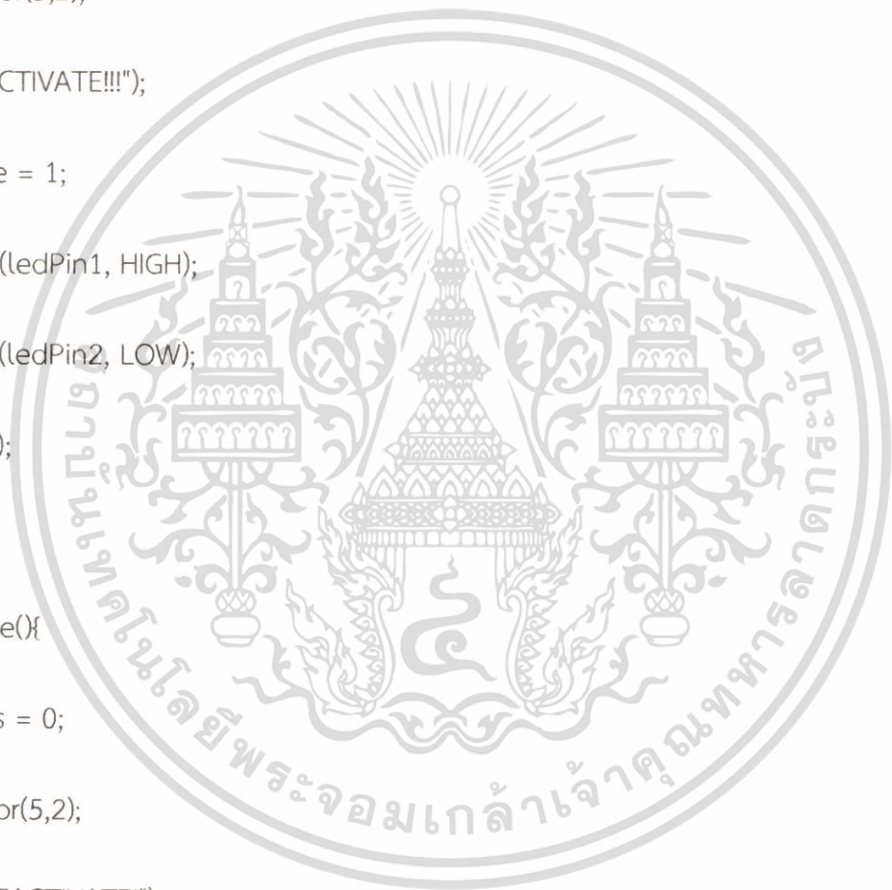 CTIVATE!!!");
e = 1;
(ledPin1, HIGH);
(ledPin2, LOW);
);
e(){
s = 0;
or(5,2);
สถาบันเทคโนโลยีพระจอมเกล้าเจ้าคุณทหารลาดกระบัง
๔